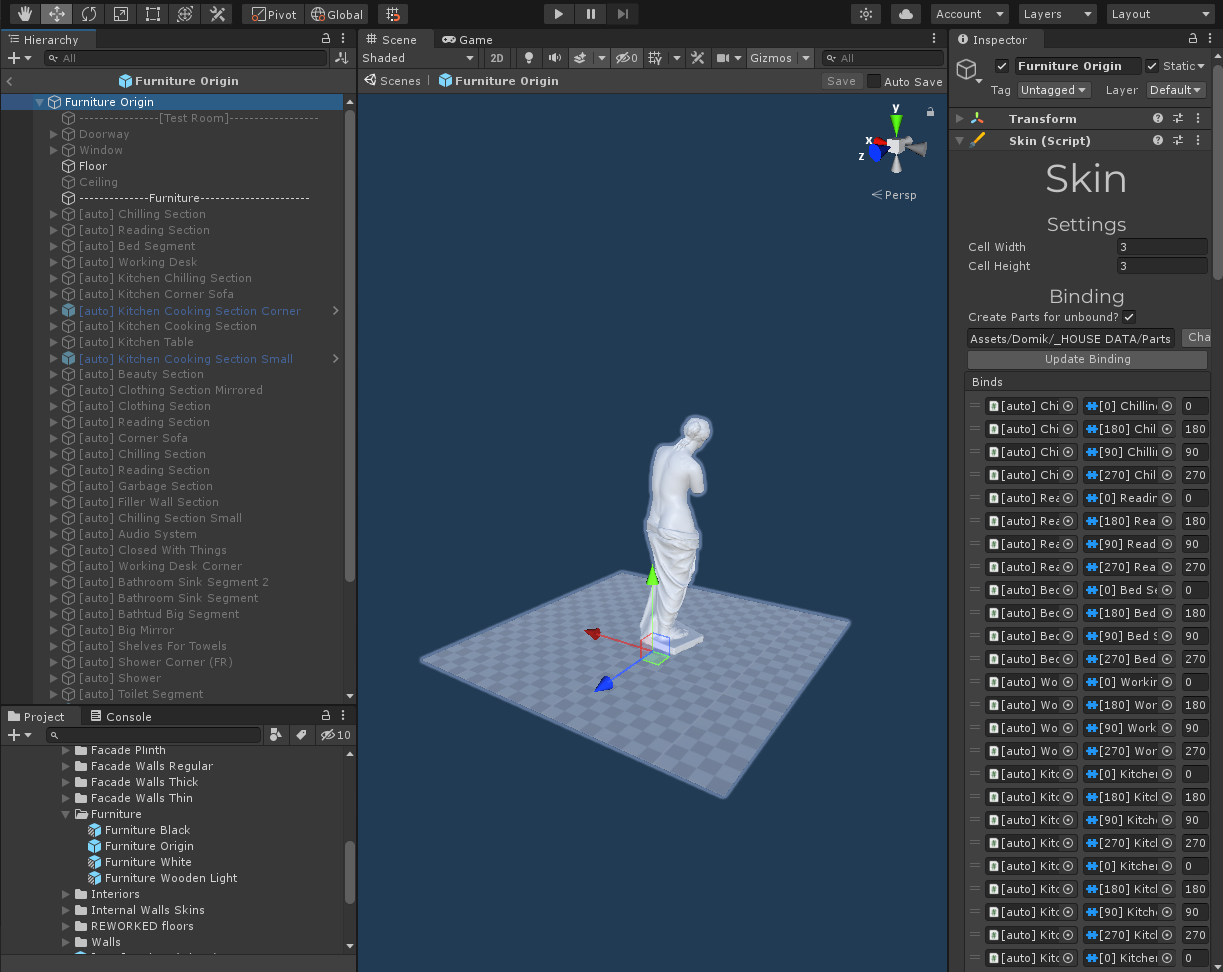 Pivot Global Account Layers Layout
Hierarchy
All
Furniture Origin
Furniture Origin
----------------[Test Room]------------------
Doorway
Window
Floor
Ceiling
--------------Furniture----------------------
[auto] Chilling Section
[auto] Reading Section
[auto] Bed Segment
[auto] Working Desk
[auto] Kitchen Chilling Section
[auto] Kitchen Corner Sofa
[auto] Kitchen Cooking Section Corner
[auto] Kitchen Cooking Section
[auto] Kitchen Table
[auto] Kitchen Cooking Section Small
[auto] Beauty Section
[auto] Clothing Section Mirrored
[auto] Clothing Section
[auto] Reading Section
[auto] Corner Sofa
[auto] Chilling Section
[auto] Reading Section
[auto] Garbage Section
[auto] Filler Wall Section
[auto] Chilling Section Small
[auto] Audio System
[auto] Closed With Things
[auto] Working Desk Corner
[auto] Bathroom Sink Segment 2
[auto] Bathroom Sink Segment
[auto] Bathtud Big Segment
[auto] Big Mirror
[auto] Shelves For Towels
[auto] Shower Corner (FR)
[auto] Shower
[auto] Toilet Segment
Project Console
10
Facade Plinth
Facade Walls Regular
Facade Walls Thick
Facade Walls Thin
Furniture
Furniture Black
Furniture Origin
Furniture White
Furniture Wooden Light
Interiors
Internal Walls Skins
REWORKED floors
Walls
Scene Game
Shaded 2D 0 Gizmos All
Scenes Furniture Origin Save Auto Save
y
x
z
Persp
Inspector
Furniture Origin Static
Tag Untagged Layer Default
Transform
Skin (Script)
Skin
Settings
Cell Width 3
Cell Height 3
Binding
Create Parts for unbound?
Assets/Domik/_HOUSE DATA/Parts Cha
Update Binding
Binds
[auto] Chi [0] Chilling 0
[auto] Chi [180] Chil 180
[auto] Chi [90] Chilli 90
[auto] Chi [270] Chil 270
[auto] Rea [0] Readin 0
[auto] Rea [180] Rea 180
[auto] Rea [90] Read 90
[auto] Rea [270] Rea 270
[auto] Bed [0] Bed Se 0
[auto] Bed [180] Bed 180
[auto] Bed [90] Bed S 90
[auto] Bed [270] Bed 270
[auto] Wo [0] Workin 0
[auto] Wo [180] Wor 180
[auto] Wo [90] Work 90
[auto] Wo [270] Wor 270
[auto] Kitc [0] Kitchen 0
[auto] Kitc [180] Kitcl 180
[auto] Kitc [90] Kitche 90
[auto] Kitc [270] Kitcl 270
[auto] Kitc [0] Kitchen 0
[auto] Kitc [180] Kitcl 180
[auto] Kitc [90] Kitche 90
[auto] Kitc [270] Kitcl 270
[auto] Kitc [0] Kitchen 0